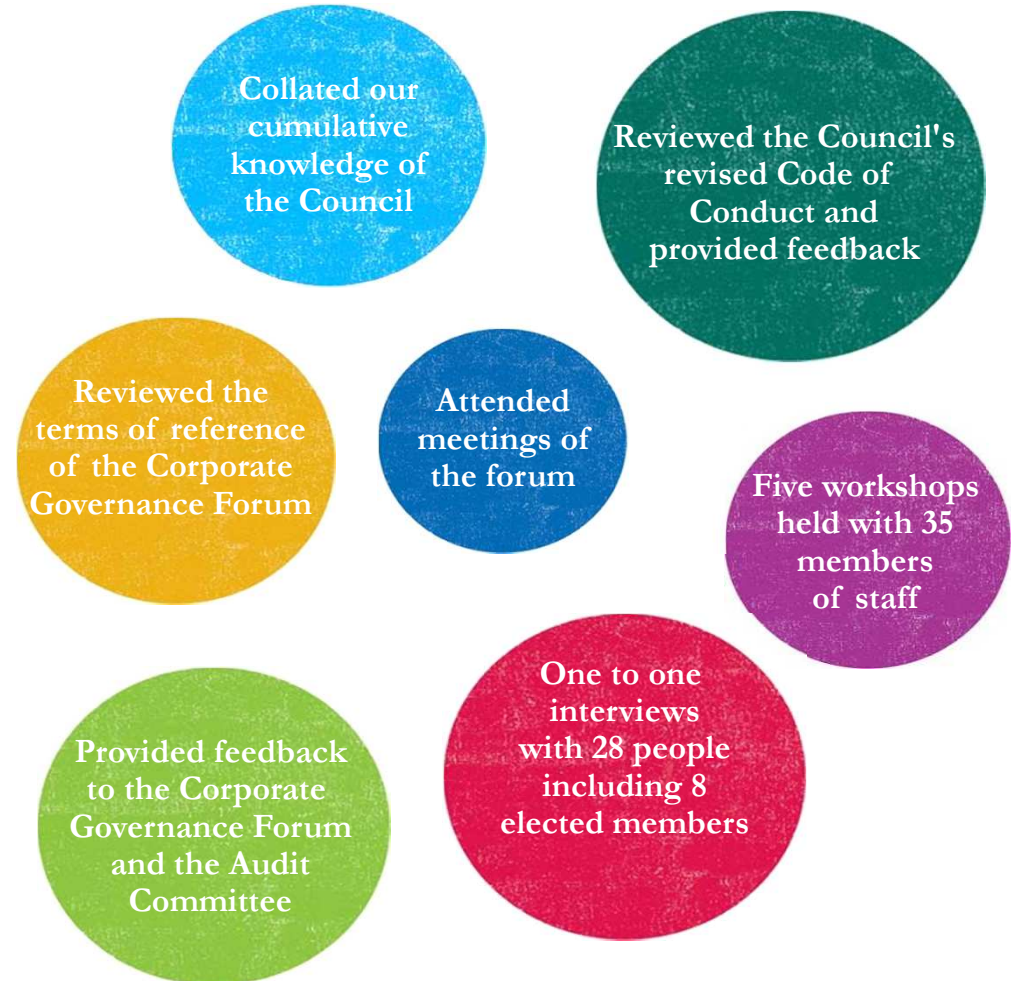 Collated our
cumulative
knowledge of
the Council
Reviewed the Council's
revised Code of
Conduct and
provided feedback
Reviewed the
terms of reference
of the Corporate
Governance Forum
Attended
meetings of
the forum
Five workshops
held with 35
members
of staff
One to one
interviews
with 28 people
including 8
elected members
Provided feedback
to the Corporate
Governance Forum
and the Audit
Committee